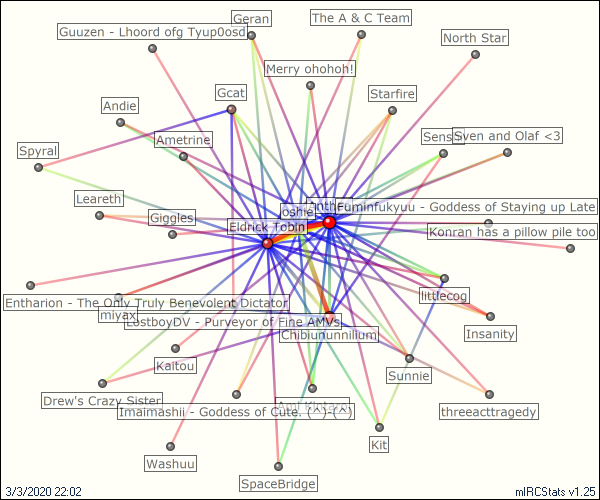 Geran
The A & C Team
Guuzen - Lhoord ofg Tyup0osd
North Star
Merry ohohoh!
Gcat
Starfire
Andie
Ametrine
Sven and Olaf <3
Spyral
Leareth
Giggles
oshie
Fuminfukyuu - Goddess of Staying up Late
Eldrick Tobin
Konran has a pillow pile too
littlecog
Entharion - The Only Truly Benevolent Dictator
miyax
LostboyDV - Purveyor of Fine AMVs
Chibiununnilium
Insanity
Kaitou
Sunnie
Drew's Crazy Sister
Imaimashii - Goddess of Cute. (^)-(^)
threeacttragedy
Kit
Washuu
SpaceBridge
3/3/2020 22:02
mIRCStats v1.25